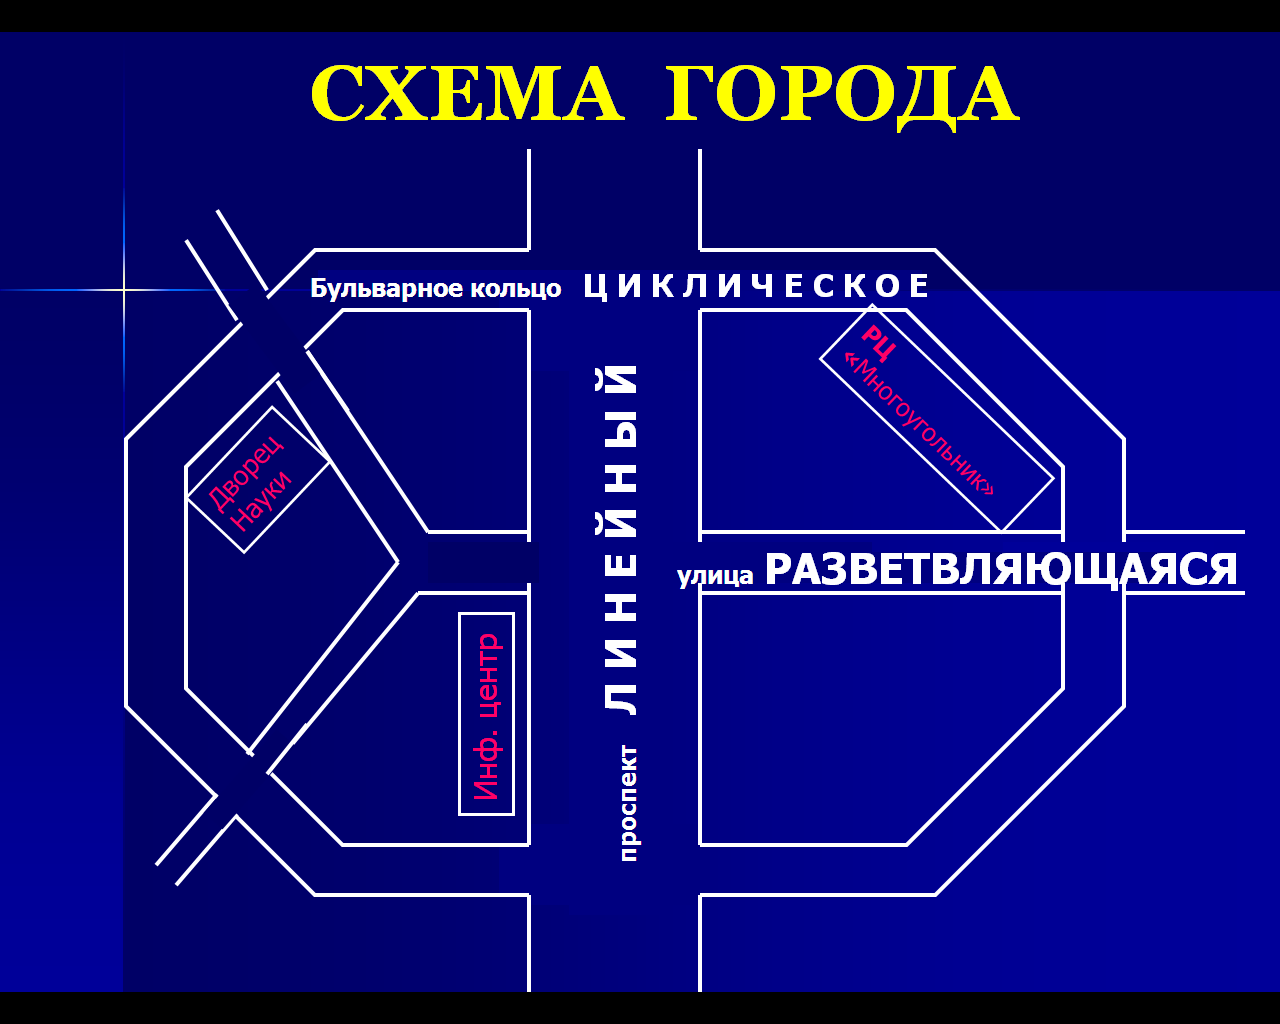 СХЕМА ГОРОДА
Бульварное кольцо ЦИКЛИЧЕСКОЕ
РЦ
«Многоугольник»
Дворец
Науки
проспект ЛИНЕЙНЫЙ
улица РАЗВЕТВЛЯЮЩАЯСЯ
Инф. центр